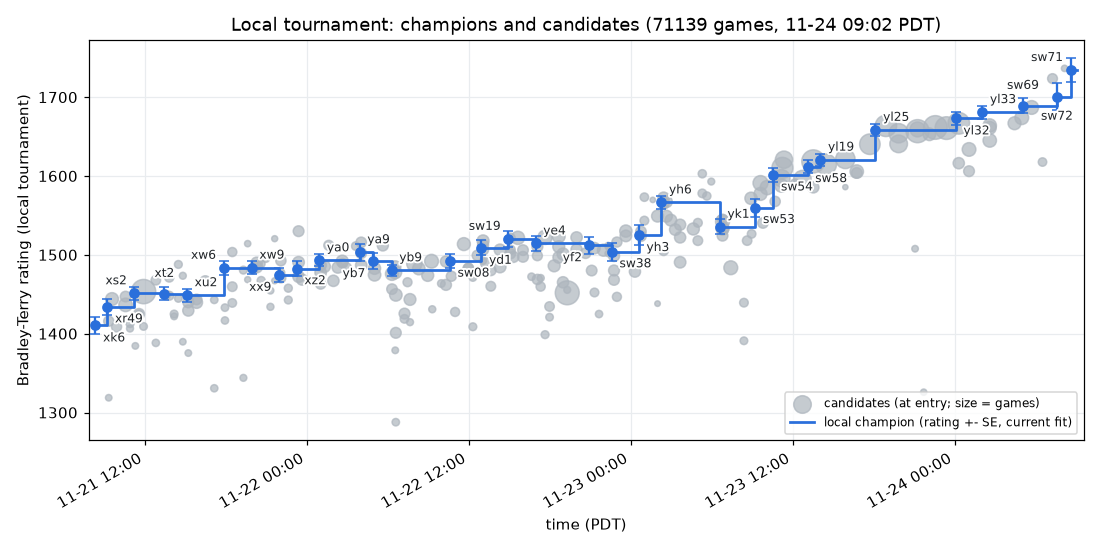 Local tournament: champions and candidates (71139 games, 11-24 09:02 PDT)
Bradley-Terry rating (local tournament)
1700
1600
1500
1400
1300
xk6
xs2
xr49
xt2
xu2
xw6
xw9
xx9
xz2
ya0
ya9
yb7
yb9
sw08
sw19
yd1
ye4
yf2
sw38
yh3
yh6
yk1
sw53
sw54
sw58
yl19
yl25
yl32
yl33
sw69
sw72
sw71
candidates (at entry; size = games)
local champion (rating +- SE, current fit)
11-21 12:00
11-22 00:00
11-22 12:00
11-23 00:00
11-23 12:00
11-24 00:00
time (PDT)